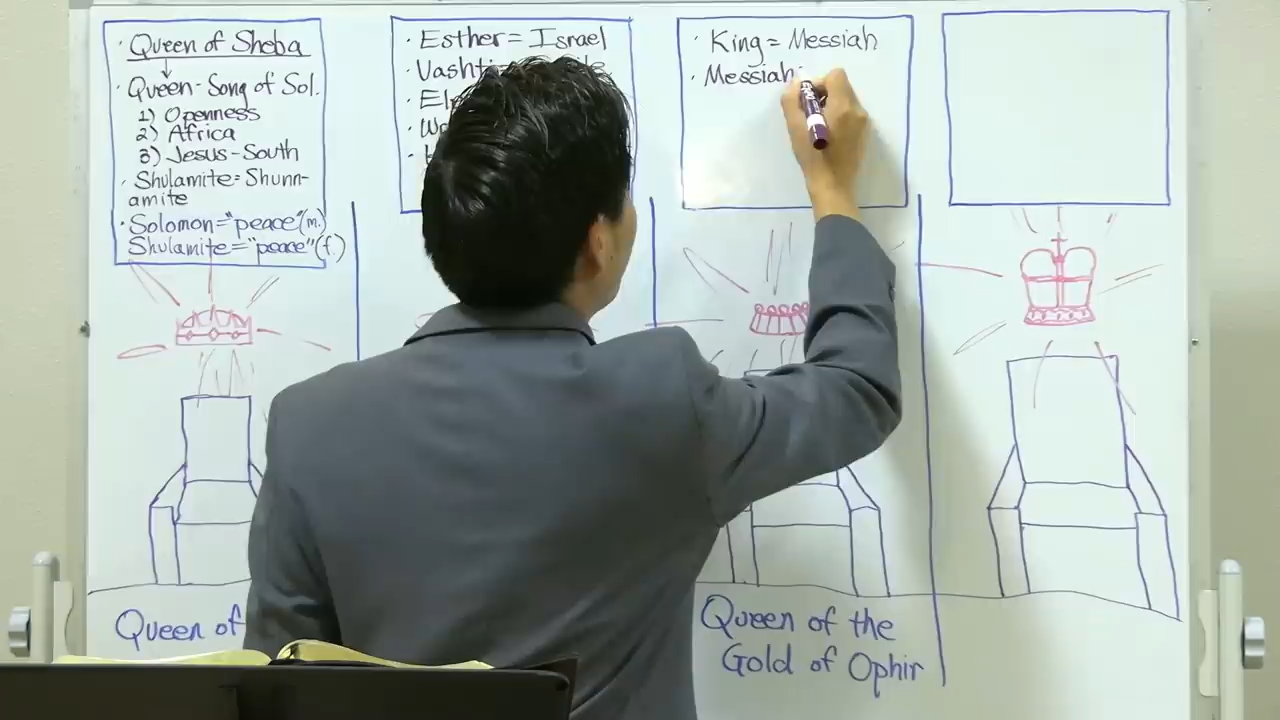 · Queen of Sheba
· Queen - Song of Sol.
1) Openness
2) Africa
3) Jesus - South
· Shulamite = Shunn-
amite
· Solomon = "peace" (m.)
Shulamite = "peace" (f.)
· Esther = Israel
· Vashti
· King = Messiah
· Messiah
Queen of
Queen of the
Gold of Ophir